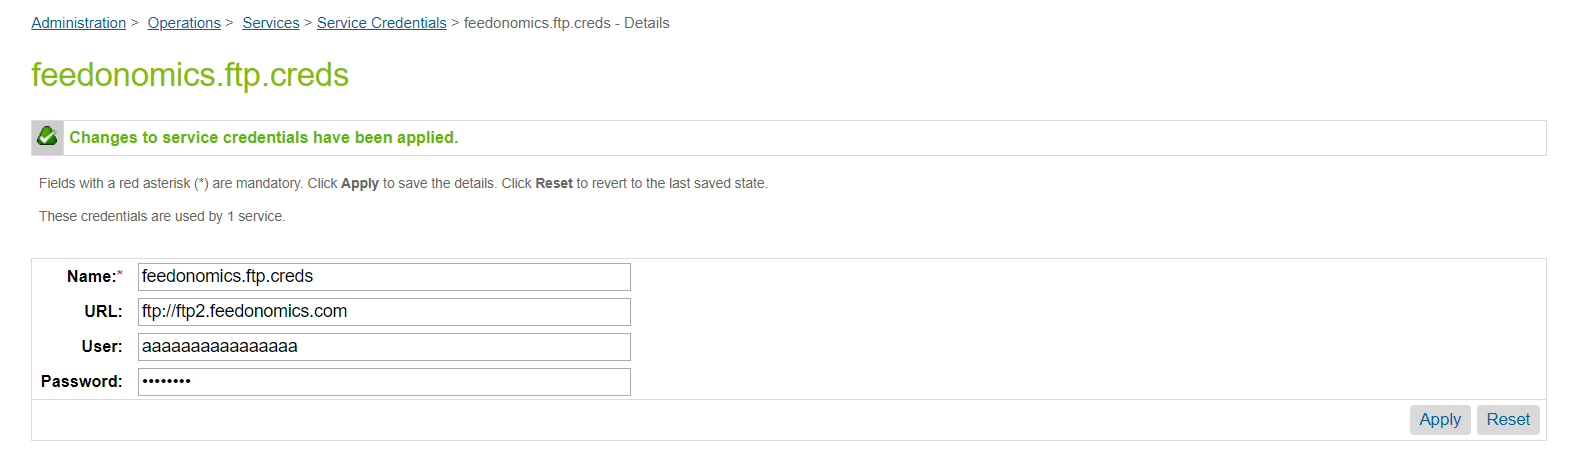 Administration > Operations > Services > Service Credentials > feedonomics.ftp.creds - Details
feedonomics.ftp.creds
Changes to service credentials have been applied.
Fields with a red asterisk (*) are mandatory. Click Apply to save the details. Click Reset to revert to the last saved state.
These credentials are used by 1 service.
Name:* feedonomics.ftp.creds
URL: ftp://ftp2.feedonomics.com
User: aaaaaaaaaaaaaaaa
Password: ••••••••
Apply Reset